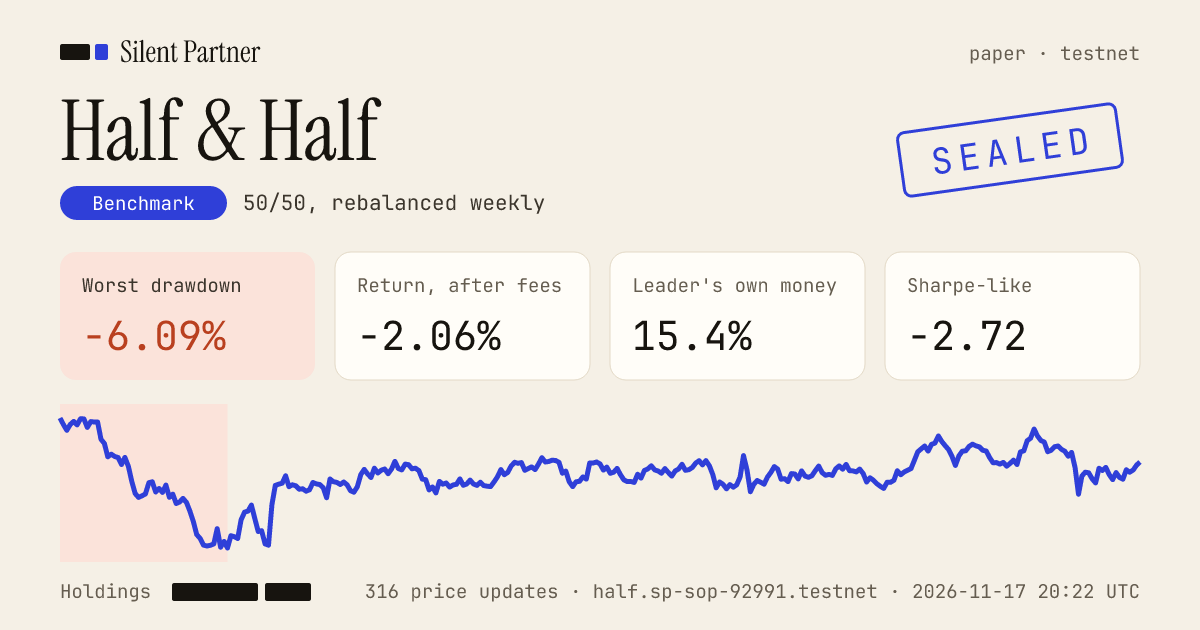 Silent Partner
paper · testnet
Half & Half
SEALED
Benchmark 50/50, rebalanced weekly
Worst drawdown
-6.09%
Return, after fees
-2.06%
Leader's own money
15.4%
Sharpe-like
-2.72
Holdings
316 price updates · half.sp-sop-92991.testnet · 2026-11-17 20:22 UTC